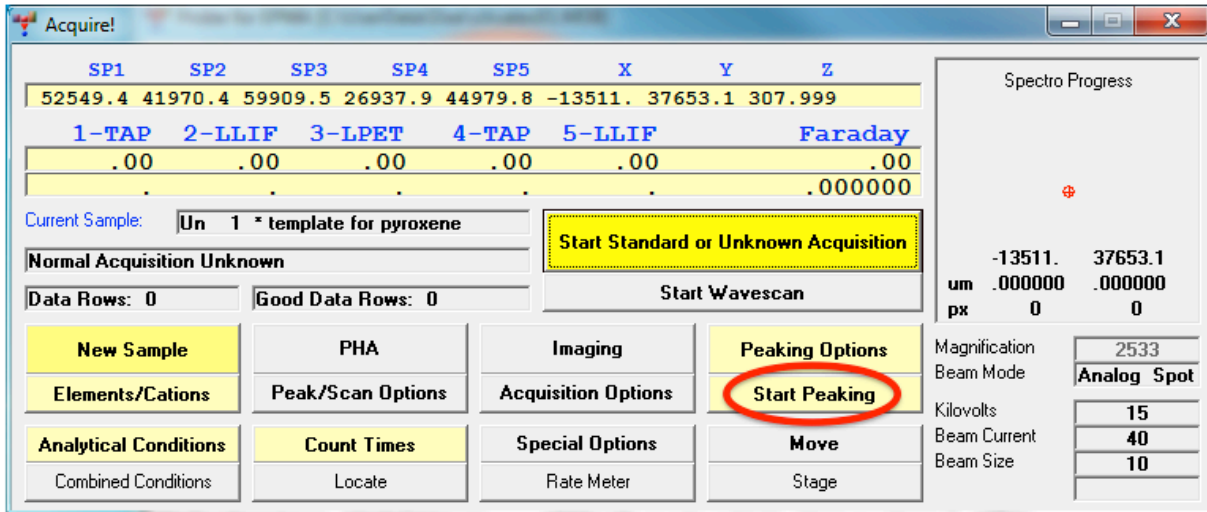 Acquire!
SP1 SP2 SP3 SP4 SP5 X Y Z
52549.4 41970.4 59909.5 26937.9 44979.8 -13511. 37653.1 307.999
1-TAP 2-LLIF 3-LPET 4-TAP 5-LLIF Faraday
.00 .00 .00 .00 .00 .00
. . . . . .000000
Current Sample: Un 1 * template for pyroxene
Normal Acquisition Unknown
Data Rows: 0 Good Data Rows: 0
Start Standard or Unknown Acquisition
Start Wavescan
New Sample PHA Imaging Peaking Options
Elements/Cations Peak/Scan Options Acquisition Options Start Peaking
Analytical Conditions Count Times Special Options Move
Combined Conditions Locate Rate Meter Stage
Spectro Progress
-13511. 37653.1
um .000000 .000000
px 0 0
Magnification 2533
Beam Mode Analog Spot
Kilovolts 15
Beam Current 40
Beam Size 10